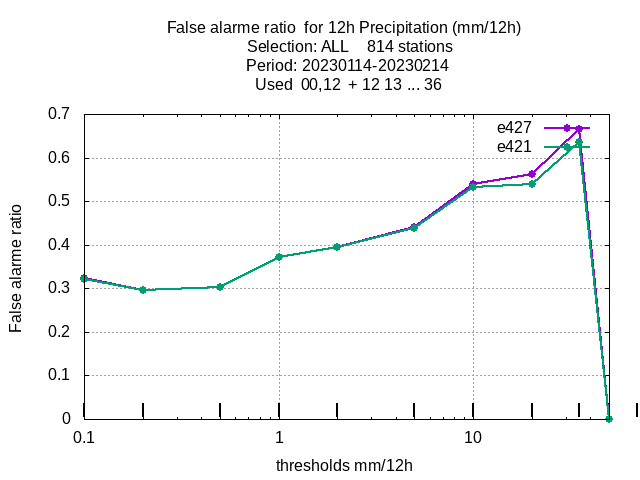 False alarme ratio  for 12h Precipitation (mm/12h)
Selection: ALL    814 stations
Period: 20230114-20230214
Used  00,12  + 12 13 ... 36
e427
e421
0.7
0.6
0.5
0.4
0.3
0.2
0.1
0
False alarme ratio
0.1 1 10
thresholds mm/12h